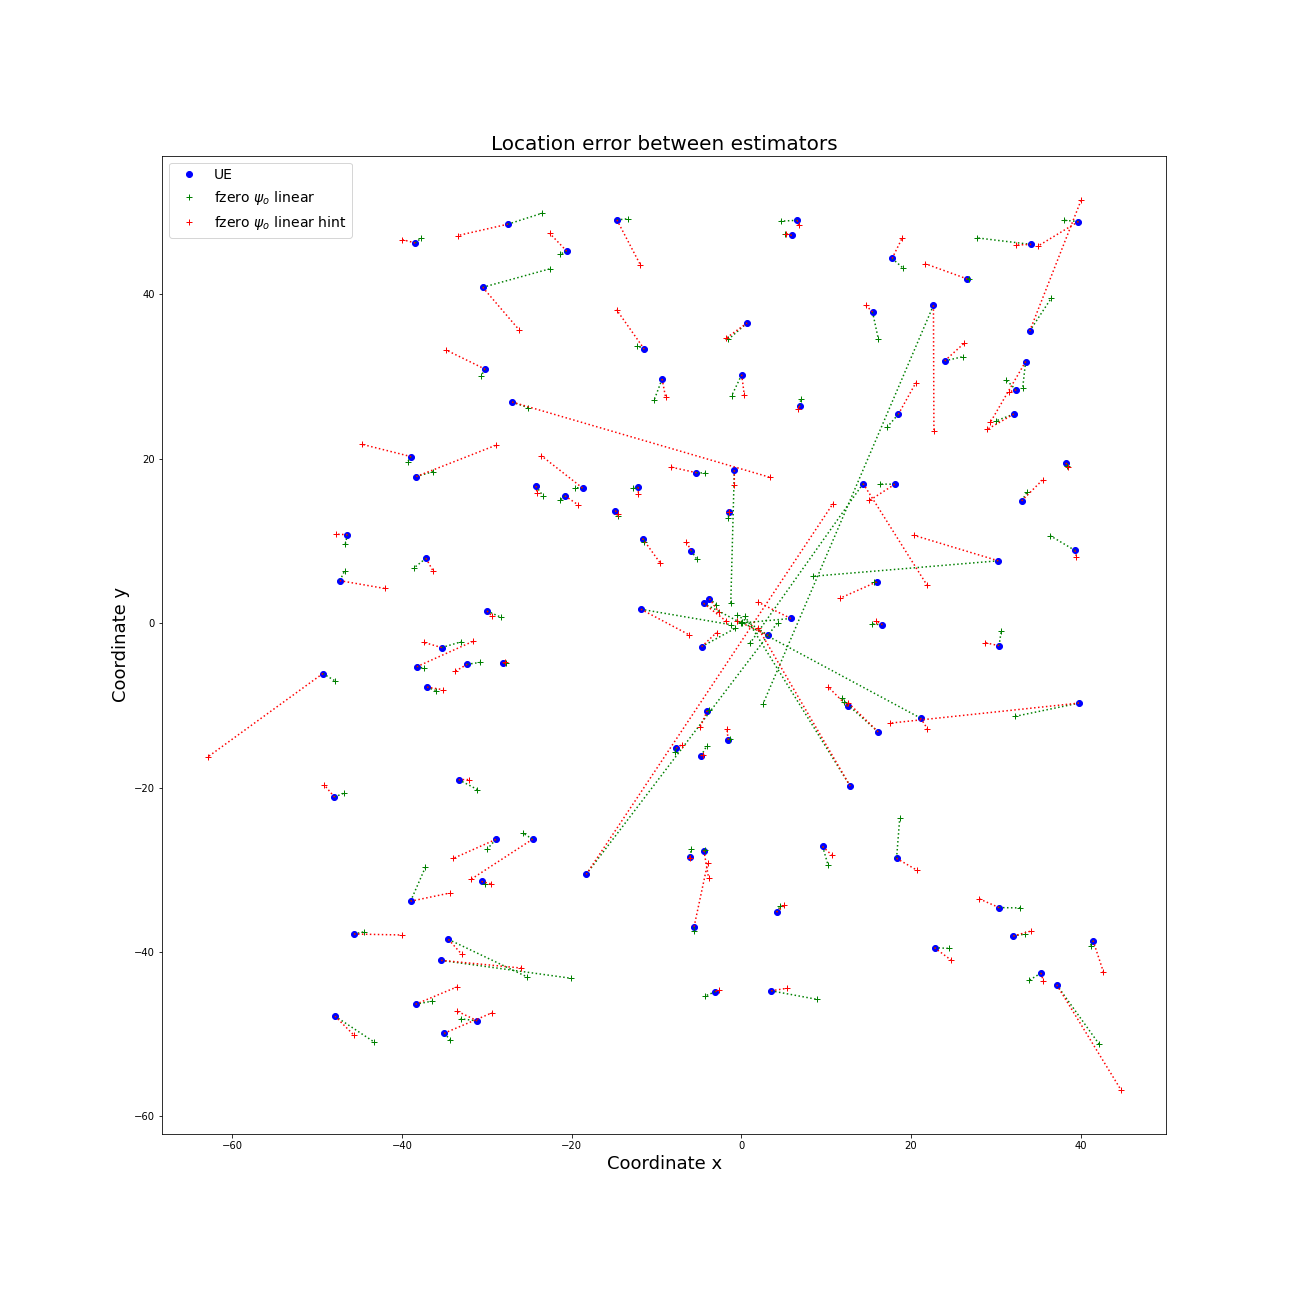 Location error between estimators
UE
fzero ψₒ linear
fzero ψₒ linear hint
40
20
0
−20
−40
−60
Coordinate y
−60 −40 −20 0 20 40
Coordinate x